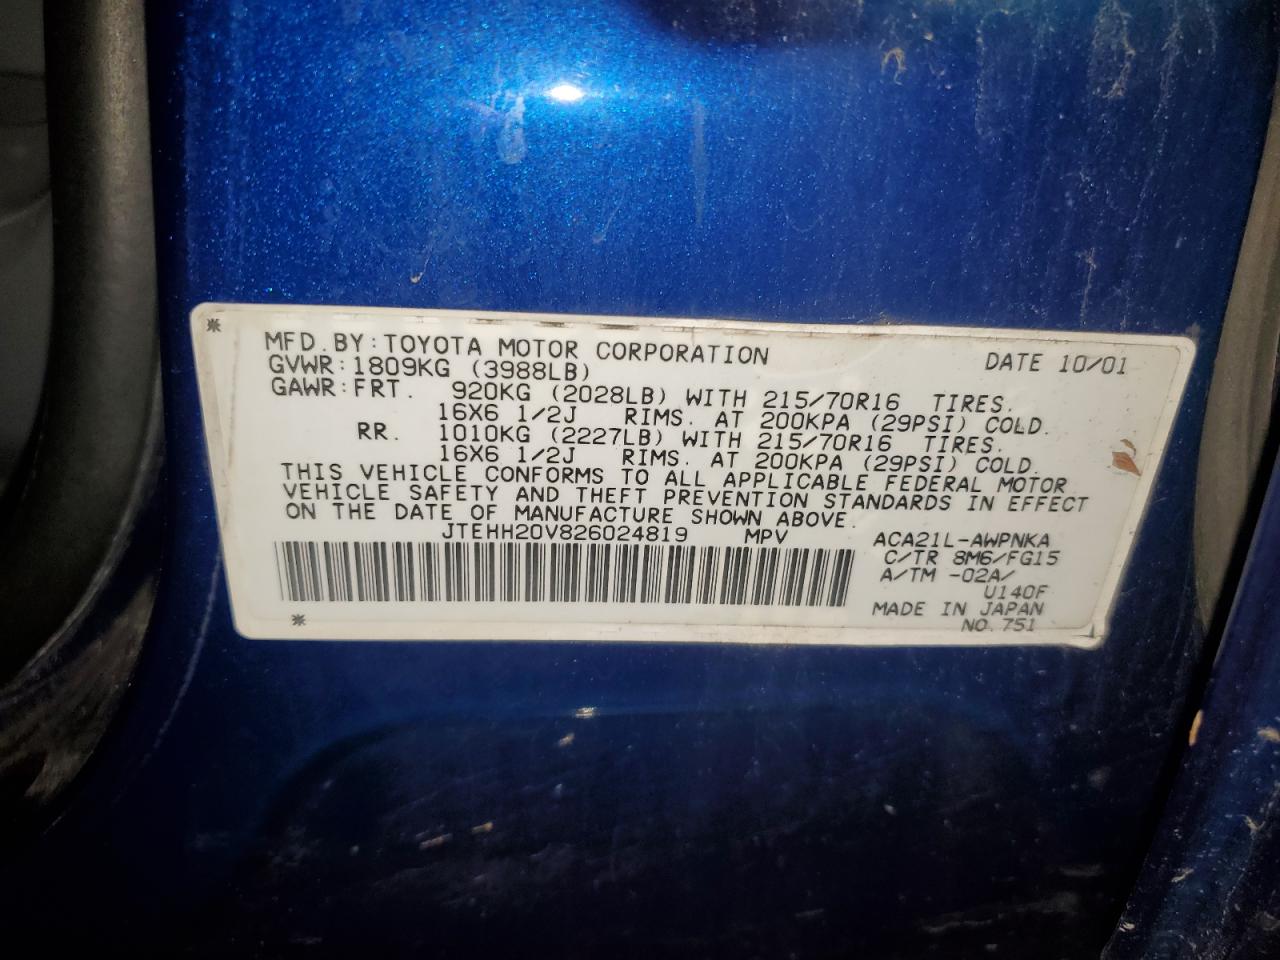 MFD. BY: TOYOTA MOTOR CORPORATION DATE 10/01
GVWR: 1809KG (3988LB)
GAWR: FRT. 920KG (2028LB) WITH 215/70R16 TIRES.
16X6 1/2J RIMS. AT 200KPA (29PSI) COLD.
RR. 1010KG (2227LB) WITH 215/70R16 TIRES.
16X6 1/2J RIMS. AT 200KPA (29PSI) COLD.
THIS VEHICLE CONFORMS TO ALL APPLICABLE FEDERAL MOTOR
VEHICLE SAFETY AND THEFT PREVENTION STANDARDS IN EFFECT
ON THE DATE OF MANUFACTURE SHOWN ABOVE.
JTEHH20V826024819 MPV ACA21L-AWPNKA
C/TR 8M6/FG15
A/TM -02A/
U140F
MADE IN JAPAN
NO. 751